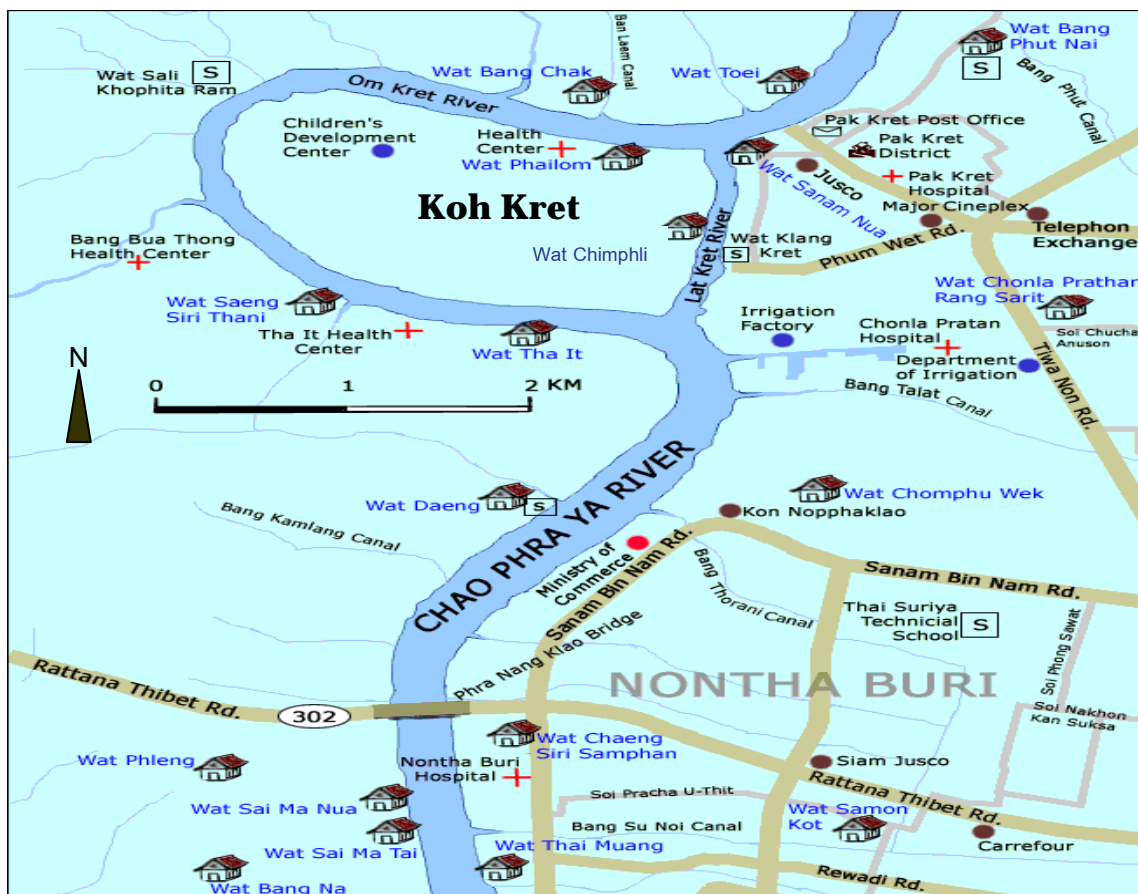 Wat Bang
Phut Nai
S
Ban Laem Canal
Wat Sali
Khophita Ram
S
Wat Bang Chak
Wat Toei
Bang Phut Canal
Om Kret River
Children's
Development
Center
Health
Center
Wat Phailom
Pak Kret Post Office
Pak Kret
District
Jusco
Pak Kret
Hospital
Wat Sanam Nua
Major Cineplex
Telephon
Exchange
Koh Kret
Wat Chimphli
Lat Kret River
Wat Klang
Kret
S
Phum Wet Rd.
Bang Bua Thong
Health Center
Wat Chonla Prathan
Rang Sarit
Wat Saeng
Siri Thani
Tha It Health
Center
Wat Tha It
Irrigation
Factory
Chonla Pratan
Hospital
Soi Chucha
Anuson
Department
of Irrigation
Tiwa Non Rd.
N
0 1 2 KM
Bang Talat Canal
CHAO PHRA YA RIVER
Wat Daeng
S
Bang Kamlang Canal
Wat Chomphu Wek
Kon Nopphaklao
Ministry of
Commerce
Sanam Bin Nam Rd.
Bang Thorani Canal
Sanam Bin Nam Rd.
Thai Suriya
Technicial
School
S
Soi Phong Sawat
Phra Nang Klao Bridge
NONTHA BURI
Rattana Thibet Rd.
302
Soi Nakhon
Kan Suksa
Wat Phleng
Wat Chaeng
Siri Samphan
Nontha Buri
Hospital
Siam Jusco
Rattana Thibet Rd.
Soi Pracha U-Thit
Wat Sai Ma Nua
Wat Samon
Kot
Bang Su Noi Canal
Carrefour
Wat Sai Ma Tai
Wat Thai Muang
Rewadi Rd.
Wat Bang Na